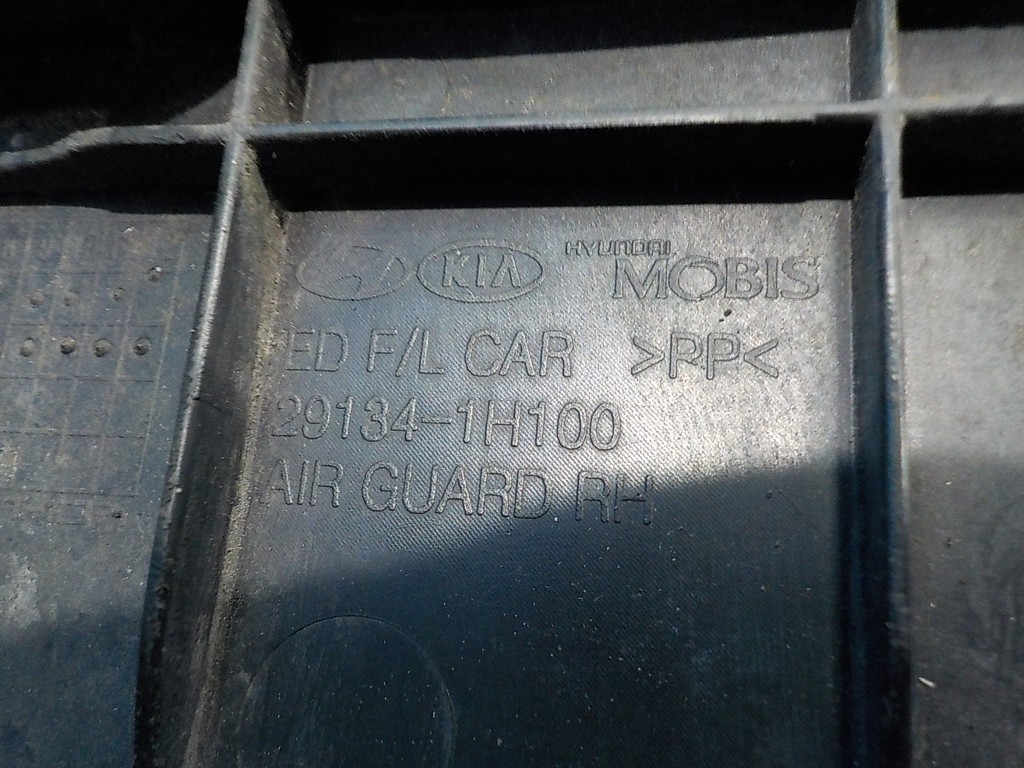 KIA HYUNDAI MOBIS
ED F/L CAR >PP<
29134-1H100
AIR GUARD RH